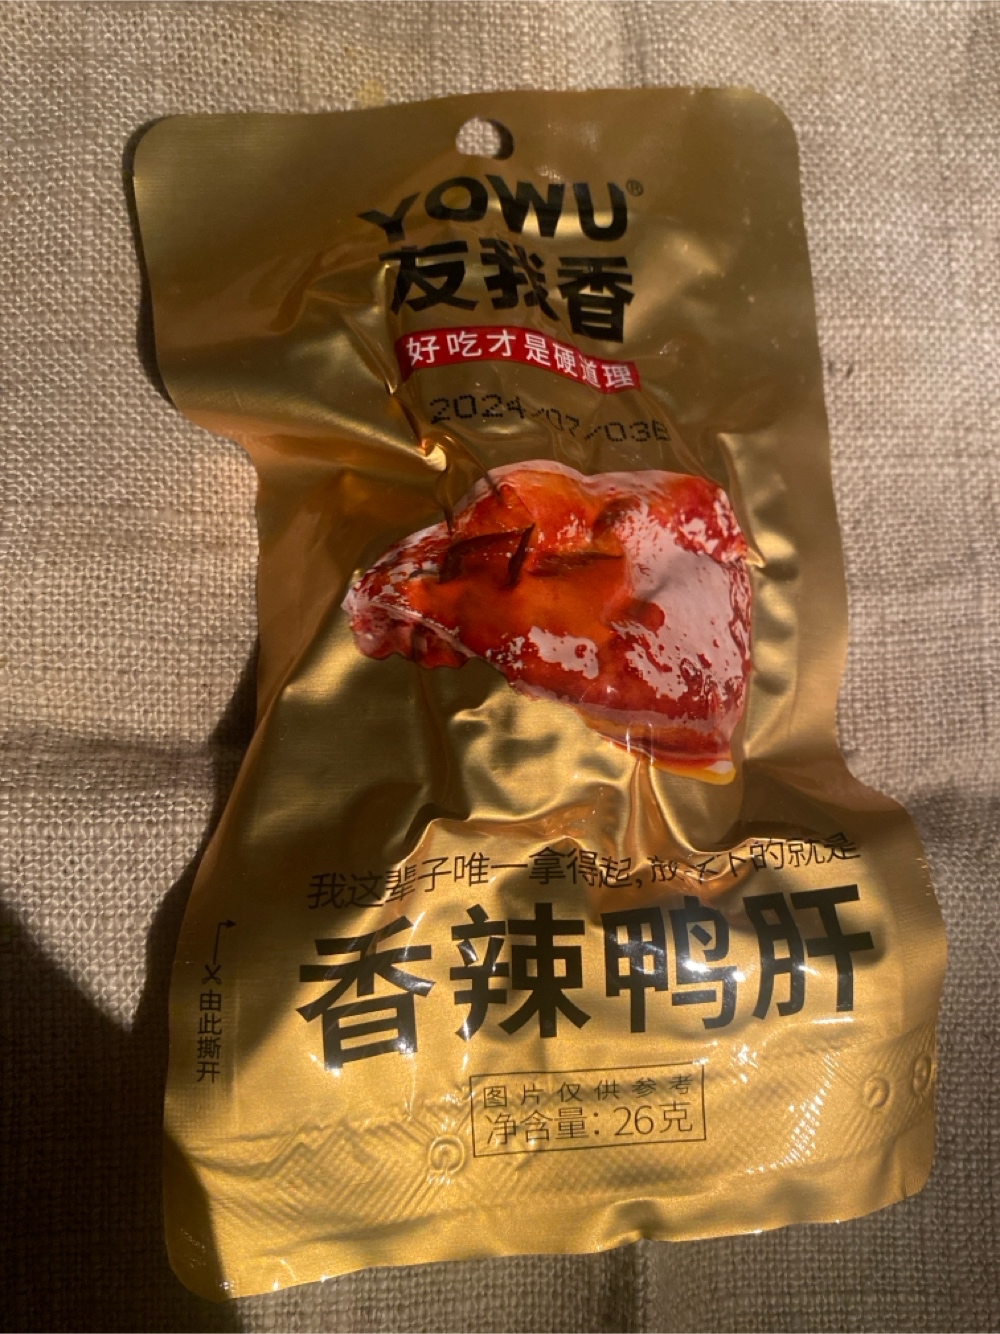 YOWU®
友我香
好吃才是硬道理
2024/07/03B
我这辈子唯一拿得起,放不下的就是
香辣鸭肝
由此撕开
图片仅供参考
净含量:26克